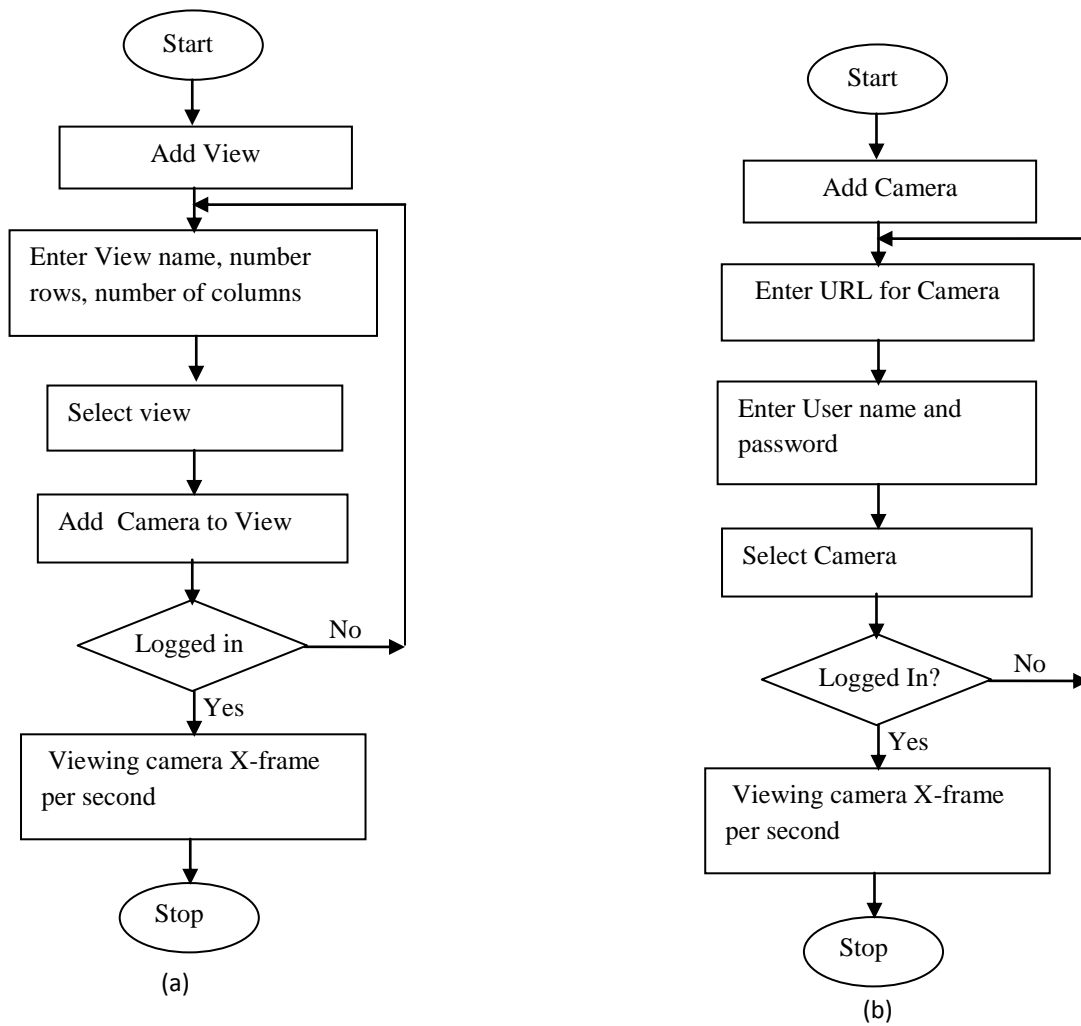 Start
Add View
Enter View name, number
rows, number of columns
Select view
Add Camera to View
Logged in
No
Yes
Viewing camera X-frame
per second
Stop
(a)
Start
Add Camera
Enter URL for Camera
Enter User name and
password
Select Camera
Logged In?
No
Yes
Viewing camera X-frame
per second
Stop
(b)